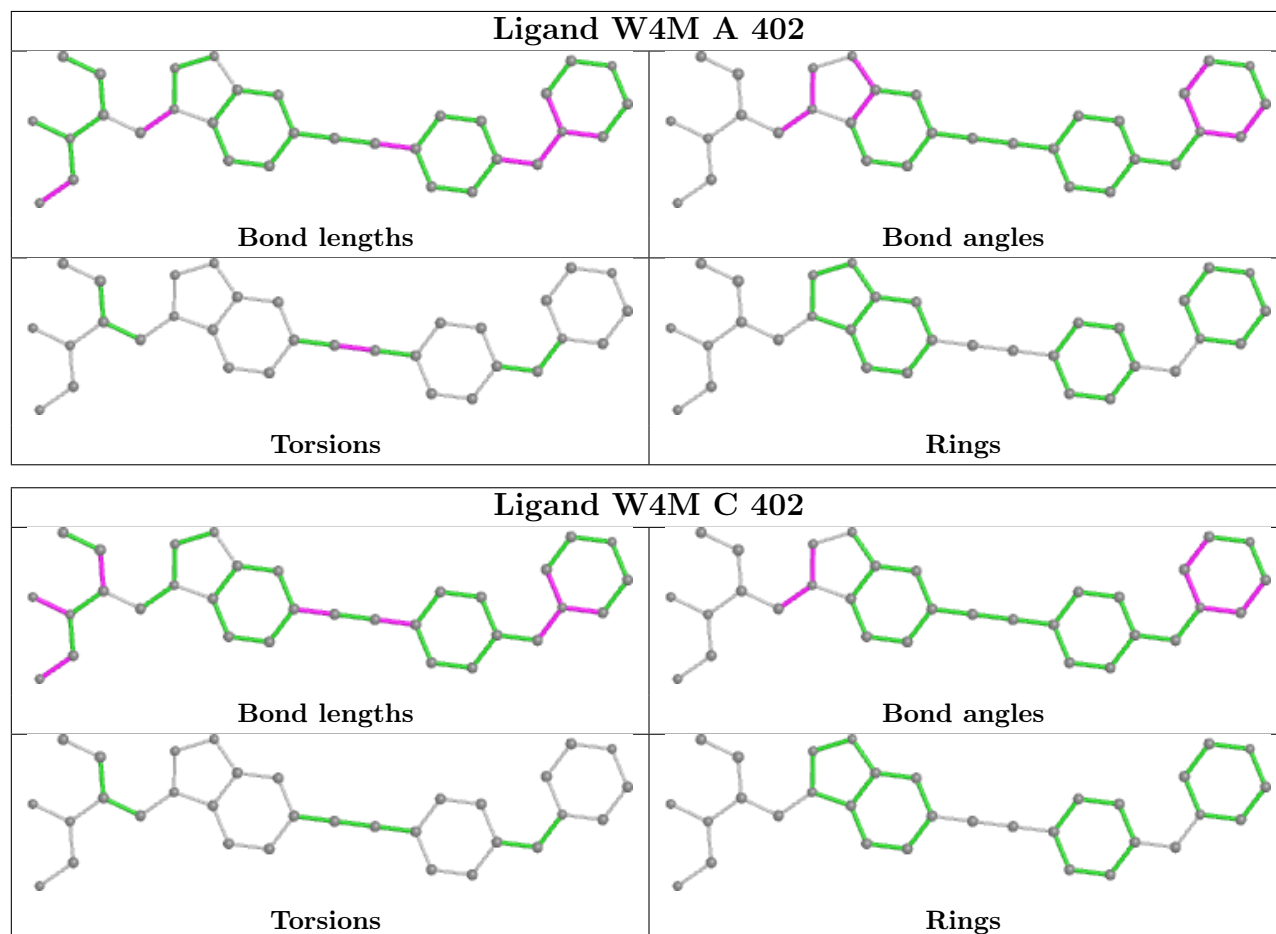 Ligand W4M A 402
Bond lengths
Bond angles
Torsions
Rings
Ligand W4M C 402
Bond lengths
Bond angles
Torsions
Rings